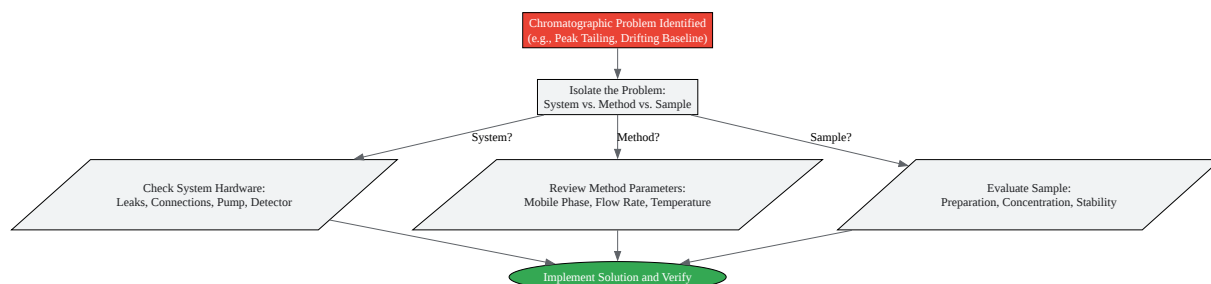 Chromatographic Problem Identified
(e.g., Peak Tailing, Drifting Baseline)
Isolate the Problem:
System vs. Method vs. Sample
System?
Method?
Sample?
Check System Hardware:
Leaks, Connections, Pump, Detector
Review Method Parameters:
Mobile Phase, Flow Rate, Temperature
Evaluate Sample:
Preparation, Concentration, Stability
Implement Solution and Verify